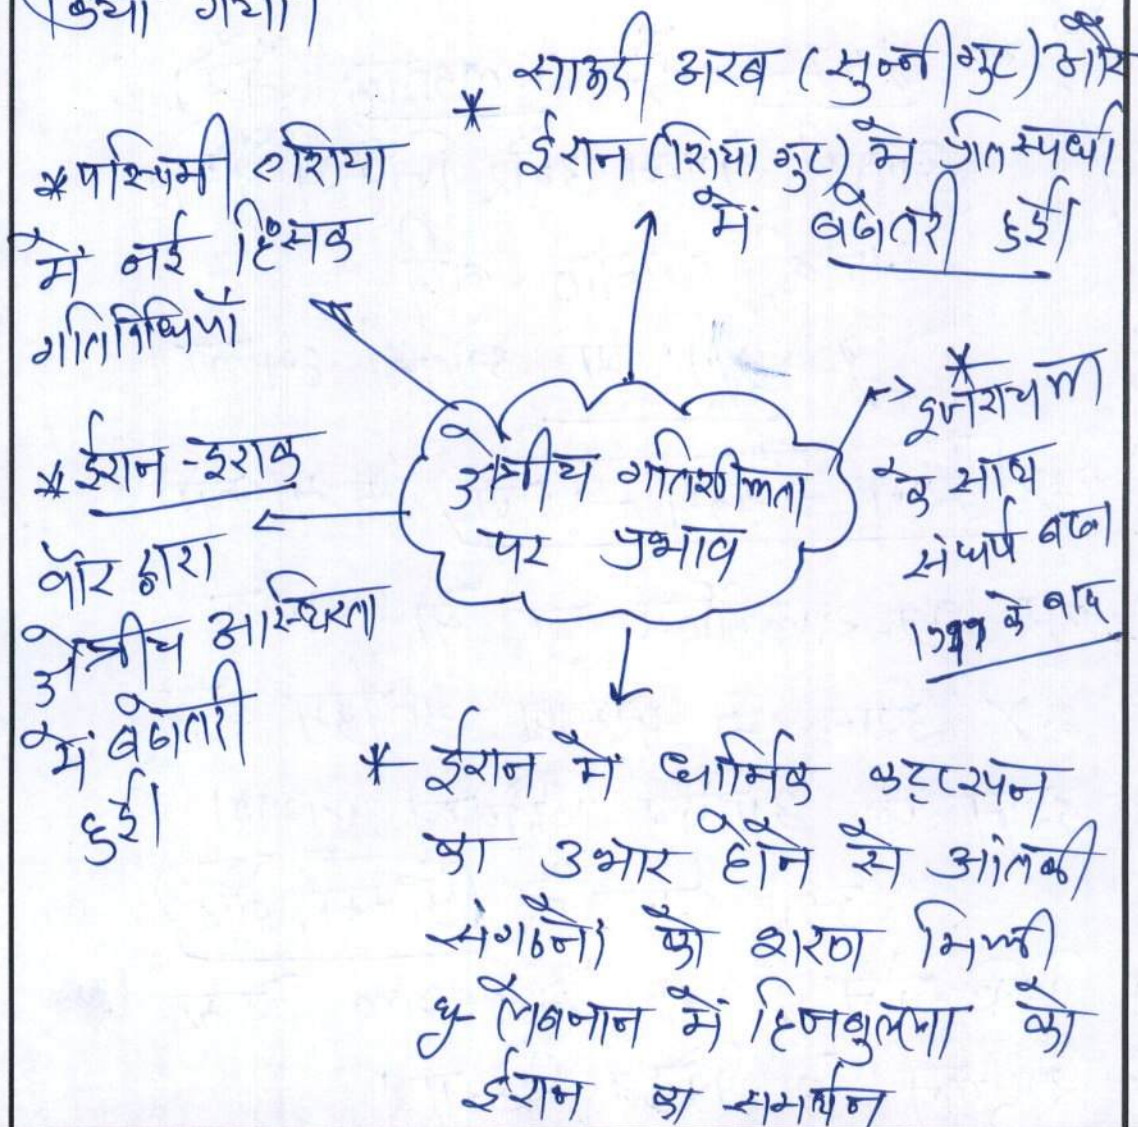 किया गया।
* साऊदी अरब (सुन्नी गुट) और
ईरान (शिया गुट) में प्रतिस्पर्धा
में बढ़ोतरी हुई।
* पश्चिमी एशिया
में नई हिंसक
गतिविधियाँ
* ईरान-इराक
वॉर द्वारा
क्षेत्रीय अस्थिरता
में बढ़ोतरी
हुई।
क्षेत्रीय गतिशीलता
पर प्रभाव
* इजरायल
के साथ
संघर्ष बढ़ा
1979 के बाद
* ईरान में धार्मिक कट्टरपन
का उभार होने से आंतकी
संगठनों को शरण मिली
लेबनान में हिजबुल्ला को
ईरान का समर्थन